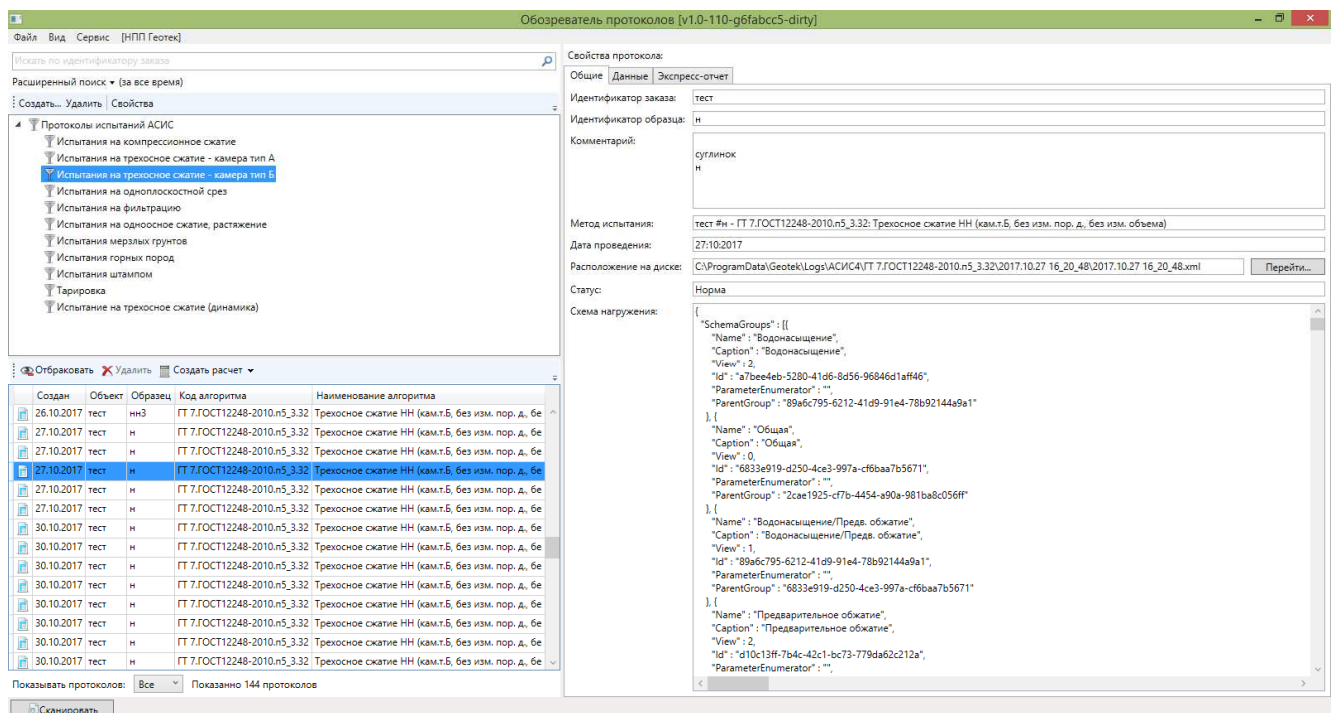 Обозреватель протоколов [v1.0-110-g6fabcc5-dirty]
Файл Вид Сервис [НПП Геотек]
Искать по идентификатору заказа
Расширенный поиск (за все время)
Создать... Удалить Свойства
Протоколы испытаний АСИС
Испытания на компрессионное сжатие
Испытания на трехосное сжатие - камера тип А
Испытания на трехосное сжатие - камера тип Б
Испытания на одноплоскостной срез
Испытания на фильтрацию
Испытания на одноосное сжатие, растяжение
Испытания мерзлых грунтов
Испытания горных пород
Испытания штампом
Тарировка
Испытание на трехосное сжатие (динамика)
Отбраковать Удалить Создать расчет
Создан Объект Образец Код алгоритма Наименование алгоритма
26.10.2017 тест нн3 ГТ 7.ГОСТ12248-2010.п5_3.32 Трехосное сжатие НН (кам.т.Б, без изм. пор. д., бе
27.10.2017 тест н ГТ 7.ГОСТ12248-2010.п5_3.32 Трехосное сжатие НН (кам.т.Б, без изм. пор. д., бе
27.10.2017 тест н ГТ 7.ГОСТ12248-2010.п5_3.32 Трехосное сжатие НН (кам.т.Б, без изм. пор. д., бе
27.10.2017 тест н ГТ 7.ГОСТ12248-2010.п5_3.32 Трехосное сжатие НН (кам.т.Б, без изм. пор. д., бе
27.10.2017 тест н ГТ 7.ГОСТ12248-2010.п5_3.32 Трехосное сжатие НН (кам.т.Б, без изм. пор. д., бе
27.10.2017 тест н ГТ 7.ГОСТ12248-2010.п5_3.32 Трехосное сжатие НН (кам.т.Б, без изм. пор. д., бе
30.10.2017 тест н ГТ 7.ГОСТ12248-2010.п5_3.32 Трехосное сжатие НН (кам.т.Б, без изм. пор. д., бе
30.10.2017 тест н ГТ 7.ГОСТ12248-2010.п5_3.32 Трехосное сжатие НН (кам.т.Б, без изм. пор. д., бе
30.10.2017 тест н ГТ 7.ГОСТ12248-2010.п5_3.32 Трехосное сжатие НН (кам.т.Б, без изм. пор. д., бе
30.10.2017 тест н ГТ 7.ГОСТ12248-2010.п5_3.32 Трехосное сжатие НН (кам.т.Б, без изм. пор. д., бе
30.10.2017 тест н ГТ 7.ГОСТ12248-2010.п5_3.32 Трехосное сжатие НН (кам.т.Б, без изм. пор. д., бе
30.10.2017 тест н ГТ 7.ГОСТ12248-2010.п5_3.32 Трехосное сжатие НН (кам.т.Б, без изм. пор. д., бе
30.10.2017 тест н ГТ 7.ГОСТ12248-2010.п5_3.32 Трехосное сжатие НН (кам.т.Б, без изм. пор. д., бе
30.10.2017 тест н ГТ 7.ГОСТ12248-2010.п5_3.32 Трехосное сжатие НН (кам.т.Б, без изм. пор. д., бе
Показывать протоколов: Все Показанно 144 протоколов
Сканировать
Свойства протокола:
Общие Данные Экспресс-отчет
Идентификатор заказа: тест
Идентификатор образца: н
Комментарий:
суглинок
н
Метод испытания: тест #н - ГТ 7.ГОСТ12248-2010.п5_3.32: Трехосное сжатие НН (кам.т.Б, без изм. пор. д., без изм. объема)
Дата проведения: 27:10:2017
Расположение на диске: C:\ProgramData\Geotek\Logs\АСИС4\ГТ 7.ГОСТ12248-2010.п5_3.32\2017.10.27 16_20_48\2017.10.27 16_20_48.xml Перейти...
Статус: Норма
Схема нагружения: {
"SchemaGroups" : [{
"Name" : "Водонасыщение",
"Caption" : "Водонасыщение",
"View" : 2,
"Id" : "a7bee4eb-5280-41d6-8d56-96846d1aff46",
"ParameterEnumerator" : "",
"ParentGroup" : "89a6c795-6212-41d9-91e4-78b92144a9a1"
}, {
"Name" : "Общая",
"Caption" : "Общая",
"View" : 0,
"Id" : "6833e919-d250-4ce3-997a-cf6baa7b5671",
"ParameterEnumerator" : "",
"ParentGroup" : "2cae1925-cf7b-4454-a90a-981ba8c056ff"
}, {
"Name" : "Водонасыщение/Предв. обжатие",
"Caption" : "Водонасыщение/Предв. обжатие",
"View" : 1,
"Id" : "89a6c795-6212-41d9-91e4-78b92144a9a1",
"ParameterEnumerator" : "",
"ParentGroup" : "6833e919-d250-4ce3-997a-cf6baa7b5671"
}, {
"Name" : "Предварительное обжатие",
"Caption" : "Предварительное обжатие",
"View" : 2,
"Id" : "d10c13ff-7b4c-42c1-bc73-779da62c212a",
"ParameterEnumerator" : "",